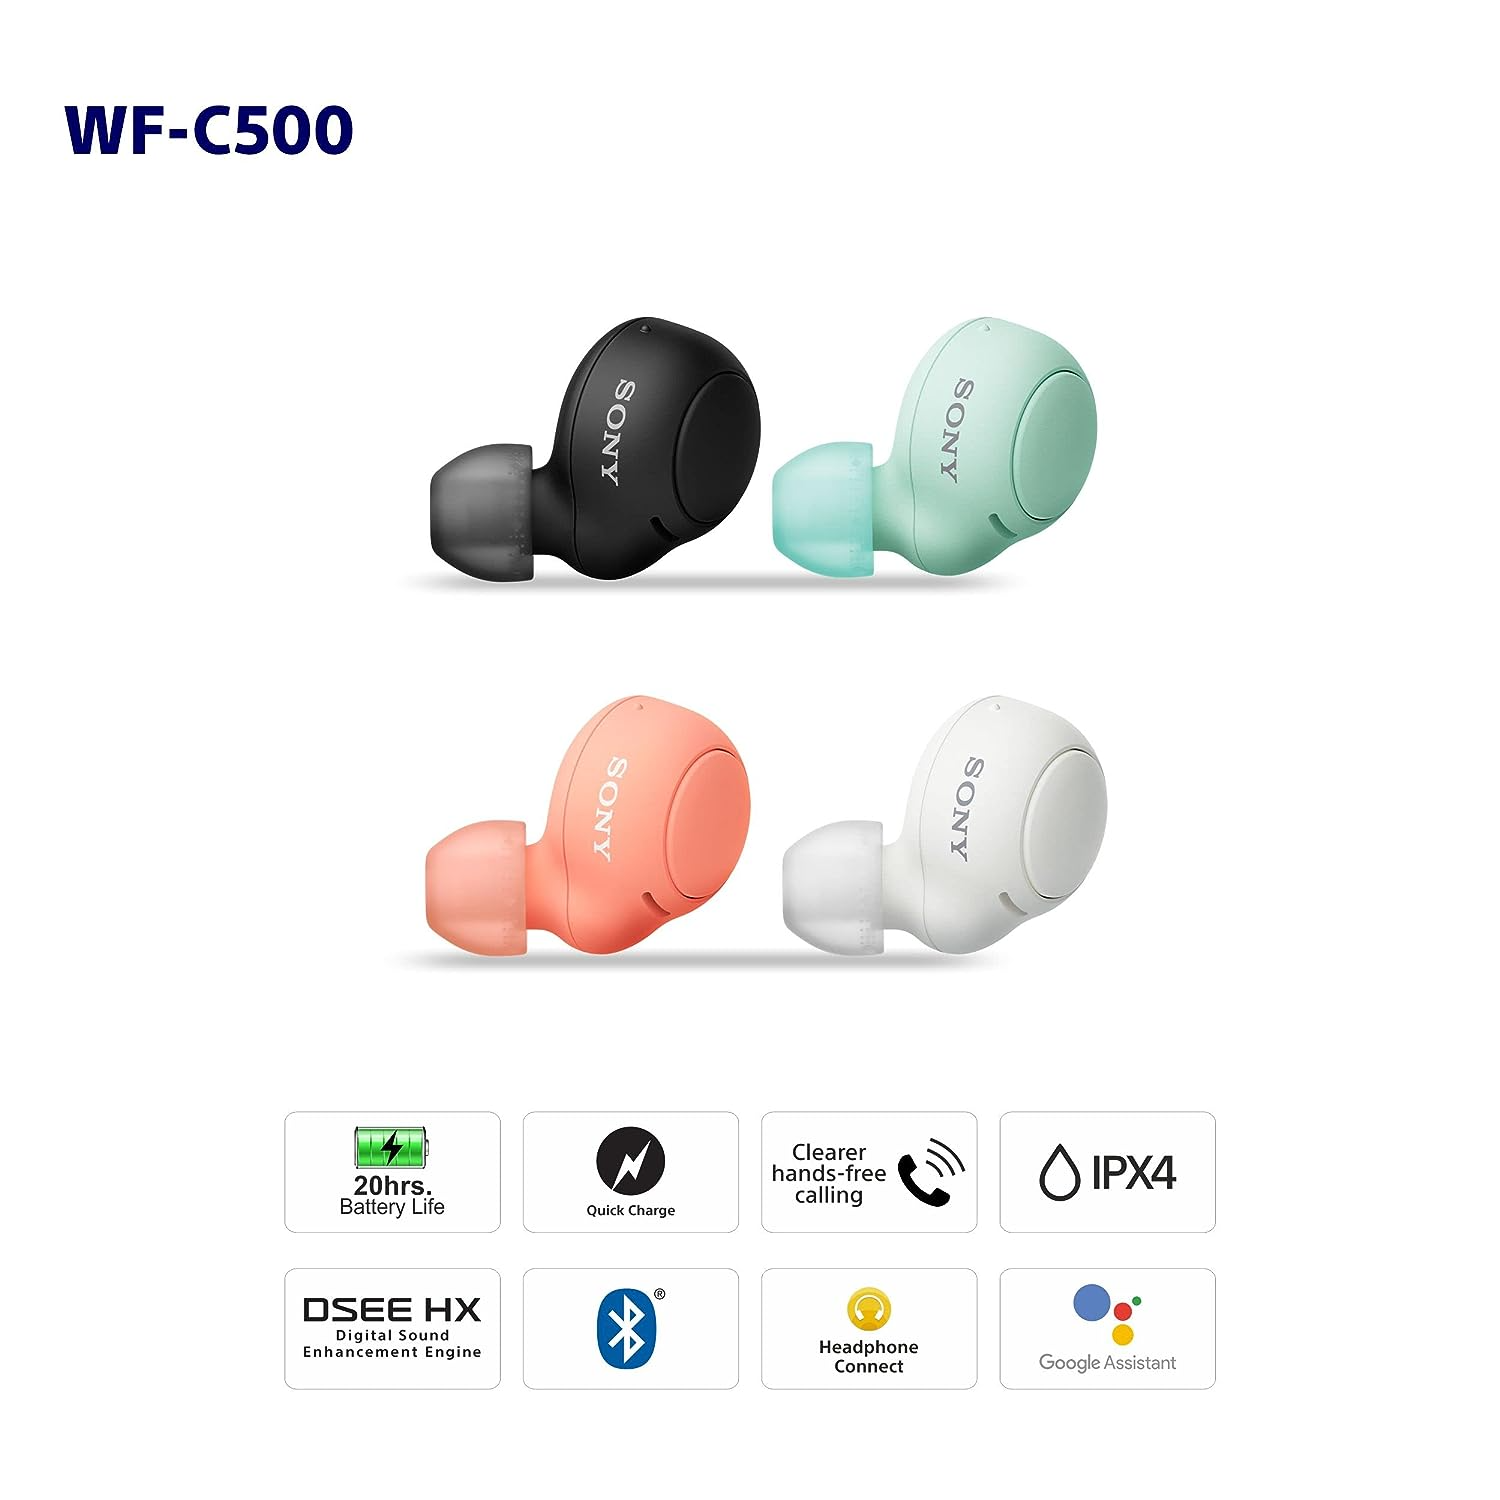 WF-C500
SONY
SONY
SONY
SONY
20hrs.
Battery Life
Quick Charge
Clearer
hands-free
calling
IPX4
DSEE HX
Digital Sound
Enhancement Engine
®
Headphone
Connect
Google Assistant